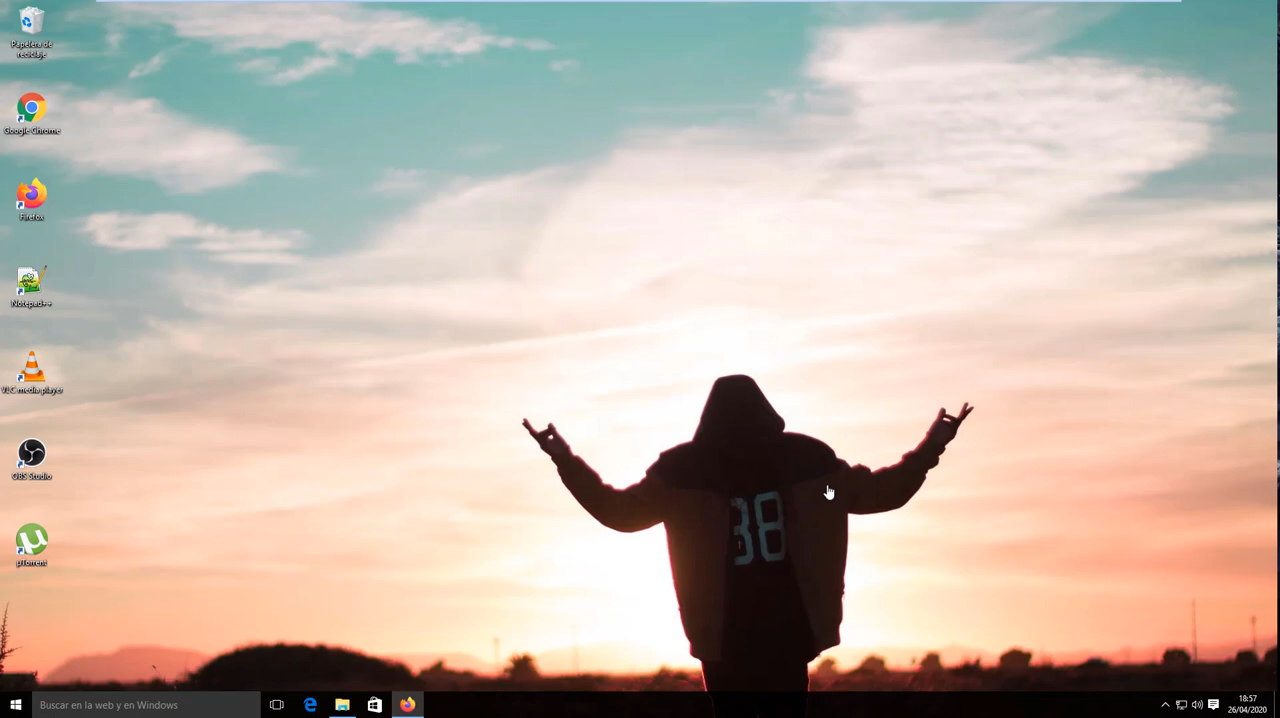 Papelera de
reciclaje
Google Chrome
Firefox
Notepad++
VLC media player
OBS Studio
µTorrent
38
Buscar en la web y en Windows
18:57
26/04/2020